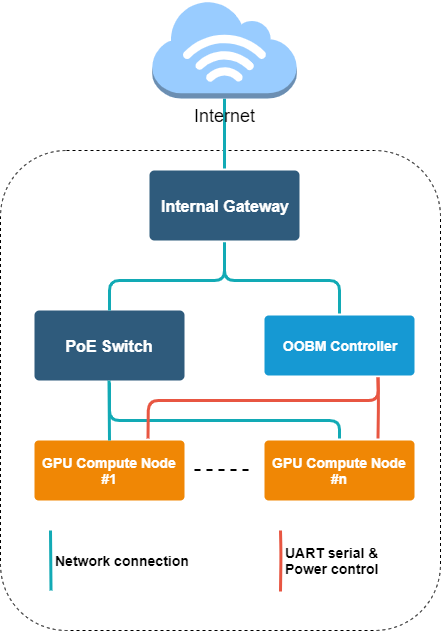 Internet
Internal Gateway
PoE Switch
OOBM Controller
GPU Compute Node
#1
GPU Compute Node
#n
Network connection
UART serial &
Power control